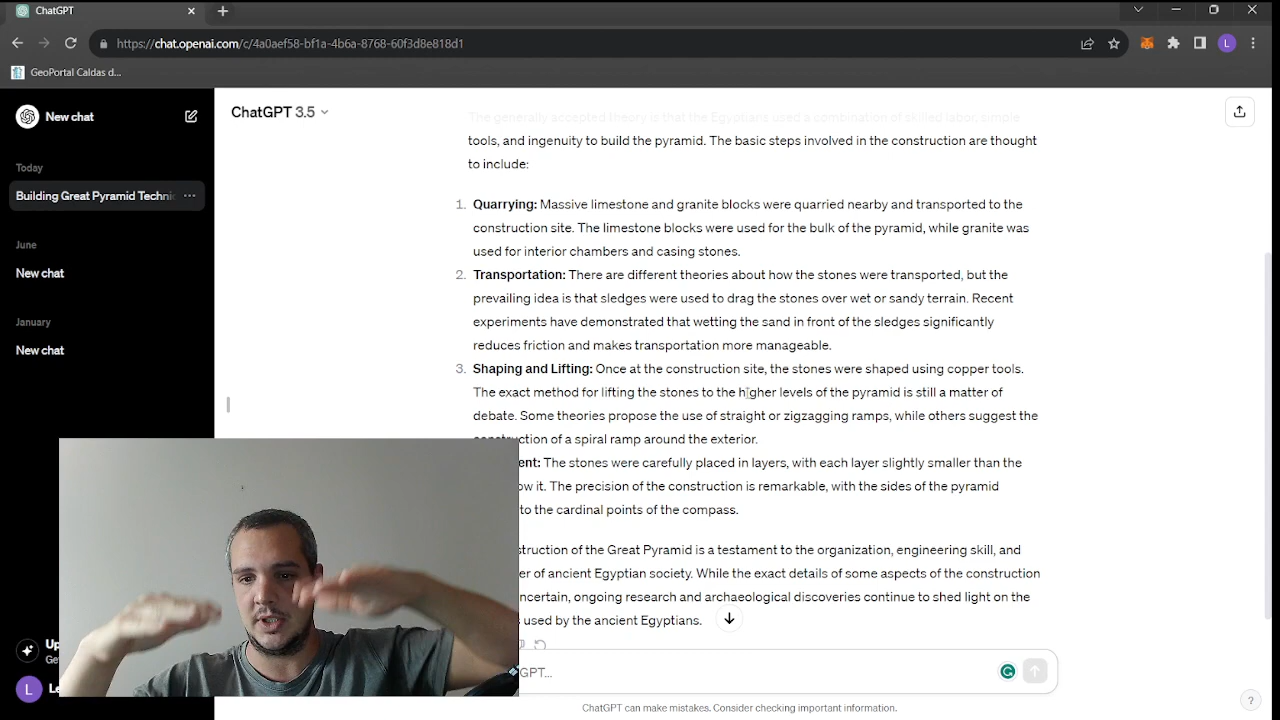 ChatGPT
https://chat.openai.com/c/4a0aef58-bf1a-4b6a-8768-60f3d8e818d1
L
GeoPortal Caldas d...
New chat
Today
Building Great Pyramid Techni
June
New chat
January
New chat
L
ChatGPT 3.5
The generally accepted theory is that the Egyptians used a combination of skilled labor, simple
tools, and ingenuity to build the pyramid. The basic steps involved in the construction are thought
to include:
1. Quarrying: Massive limestone and granite blocks were quarried nearby and transported to the
construction site. The limestone blocks were used for the bulk of the pyramid, while granite was
used for interior chambers and casing stones.
2. Transportation: There are different theories about how the stones were transported, but the
prevailing idea is that sledges were used to drag the stones over wet or sandy terrain. Recent
experiments have demonstrated that wetting the sand in front of the sledges significantly
reduces friction and makes transportation more manageable.
3. Shaping and Lifting: Once at the construction site, the stones were shaped using copper tools.
The exact method for lifting the stones to the higher levels of the pyramid is still a matter of
debate. Some theories propose the use of straight or zigzagging ramps, while others suggest the
construction of a spiral ramp around the exterior.
ent: The stones were carefully placed in layers, with each layer slightly smaller than the
ow it. The precision of the construction is remarkable, with the sides of the pyramid
to the cardinal points of the compass.
struction of the Great Pyramid is a testament to the organization, engineering skill, and
er of ancient Egyptian society. While the exact details of some aspects of the construction
ncertain, ongoing research and archaeological discoveries continue to shed light on the
s used by the ancient Egyptians.
GPT...
ChatGPT can make mistakes. Consider checking important information.
?